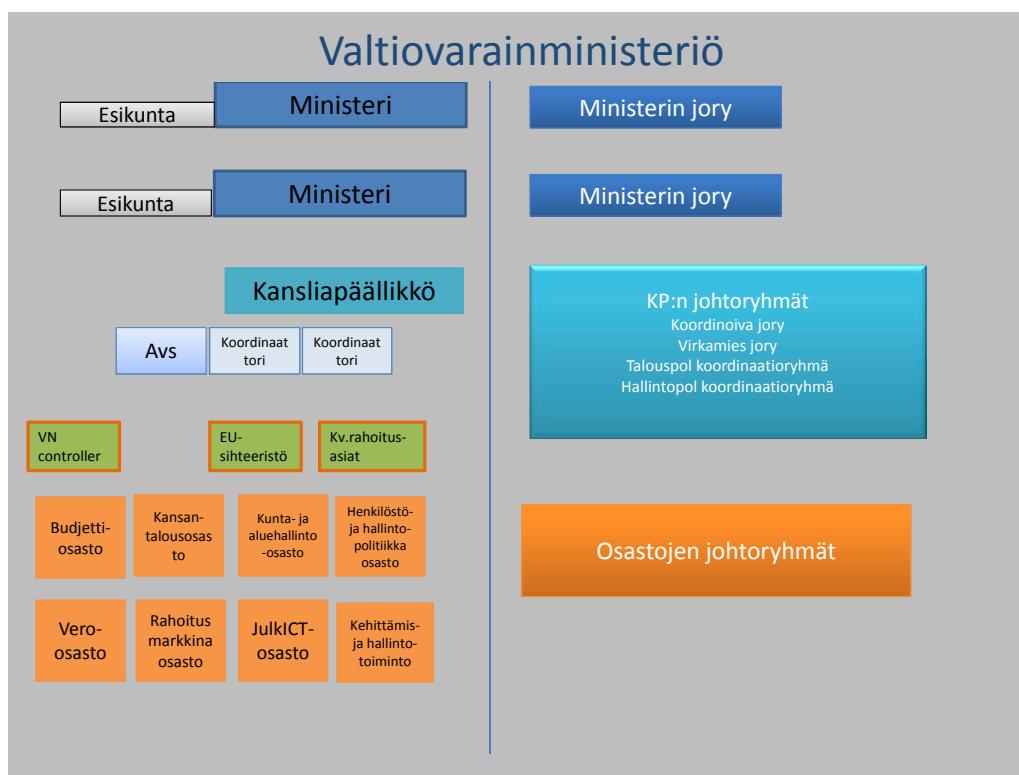 Valtiovarainministeriö
Esikunta
Ministeri
Ministerin jory
Esikunta
Ministeri
Ministerin jory
Kansliapäällikkö
Avs
Koordinaat
tori
Koordinaat
tori
KP:n johtoryhmät
Koordinoiva jory
Virkamies jory
Talouspol koordinaatioryhmä
Hallintopol koordinaatioryhmä
VN
controller
EU-
sihteeristö
Kv.rahoitus-
asiat
Budjetti-
osasto
Kansan-
talousosas
to
Kunta- ja
aluehallinto
-osasto
Henkilöstö-
ja hallinto-
politiikka
osasto
Osastojen johtoryhmät
Vero-
osasto
Rahoitus
markkina
osasto
JulkICT-
osasto
Kehittämis-
ja hallinto-
toiminto